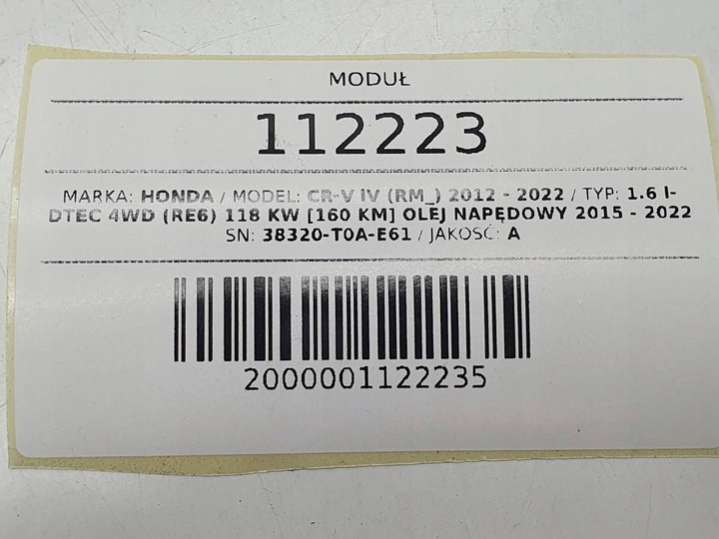 MODUŁ
112223
MARKA: HONDA / MODEL: CR-V IV (RM_) 2012 - 2022 / TYP: 1.6 I-
DTEC 4WD (RE6) 118 KW [160 KM] OLEJ NAPĘDOWY 2015 - 2022
SN: 38320-T0A-E61 / JAKOŚĆ: A
2000001122235